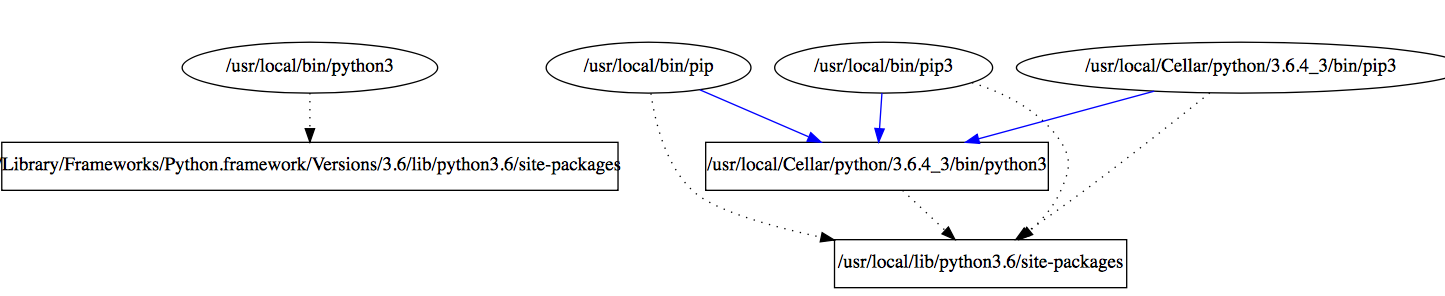 /usr/local/bin/python3
/usr/local/bin/pip
/usr/local/bin/pip3
/usr/local/Cellar/python/3.6.4_3/bin/pip3
/Library/Frameworks/Python.framework/Versions/3.6/lib/python3.6/site-packages
/usr/local/Cellar/python/3.6.4_3/bin/python3
/usr/local/lib/python3.6/site-packages